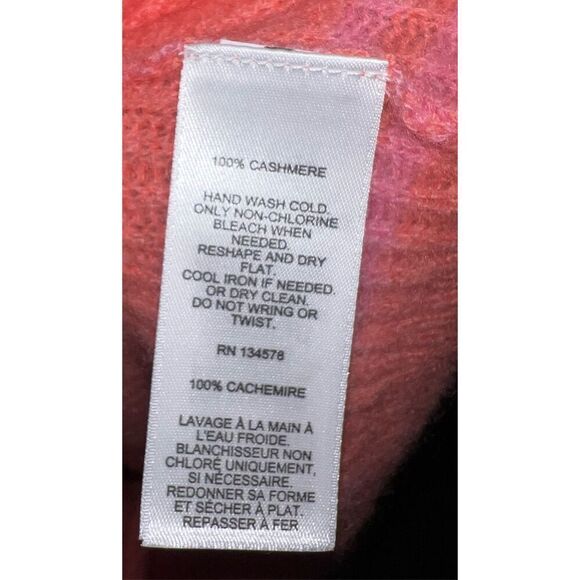 100% CASHMERE
HAND WASH COLD.
ONLY NON-CHLORINE
BLEACH WHEN
NEEDED.
RESHAPE AND DRY
FLAT.
COOL IRON IF NEEDED.
OR DRY CLEAN.
DO NOT WRING OR
TWIST.
RN 134578
100% CACHEMIRE
LAVAGE À LA MAIN À
L'EAU FROIDE.
BLANCHISSEUR NON
CHLORÉ UNIQUEMENT,
SI NÉCESSAIRE.
REDONNER SA FORME
ET SÉCHER À PLAT.
REPASSER À FER